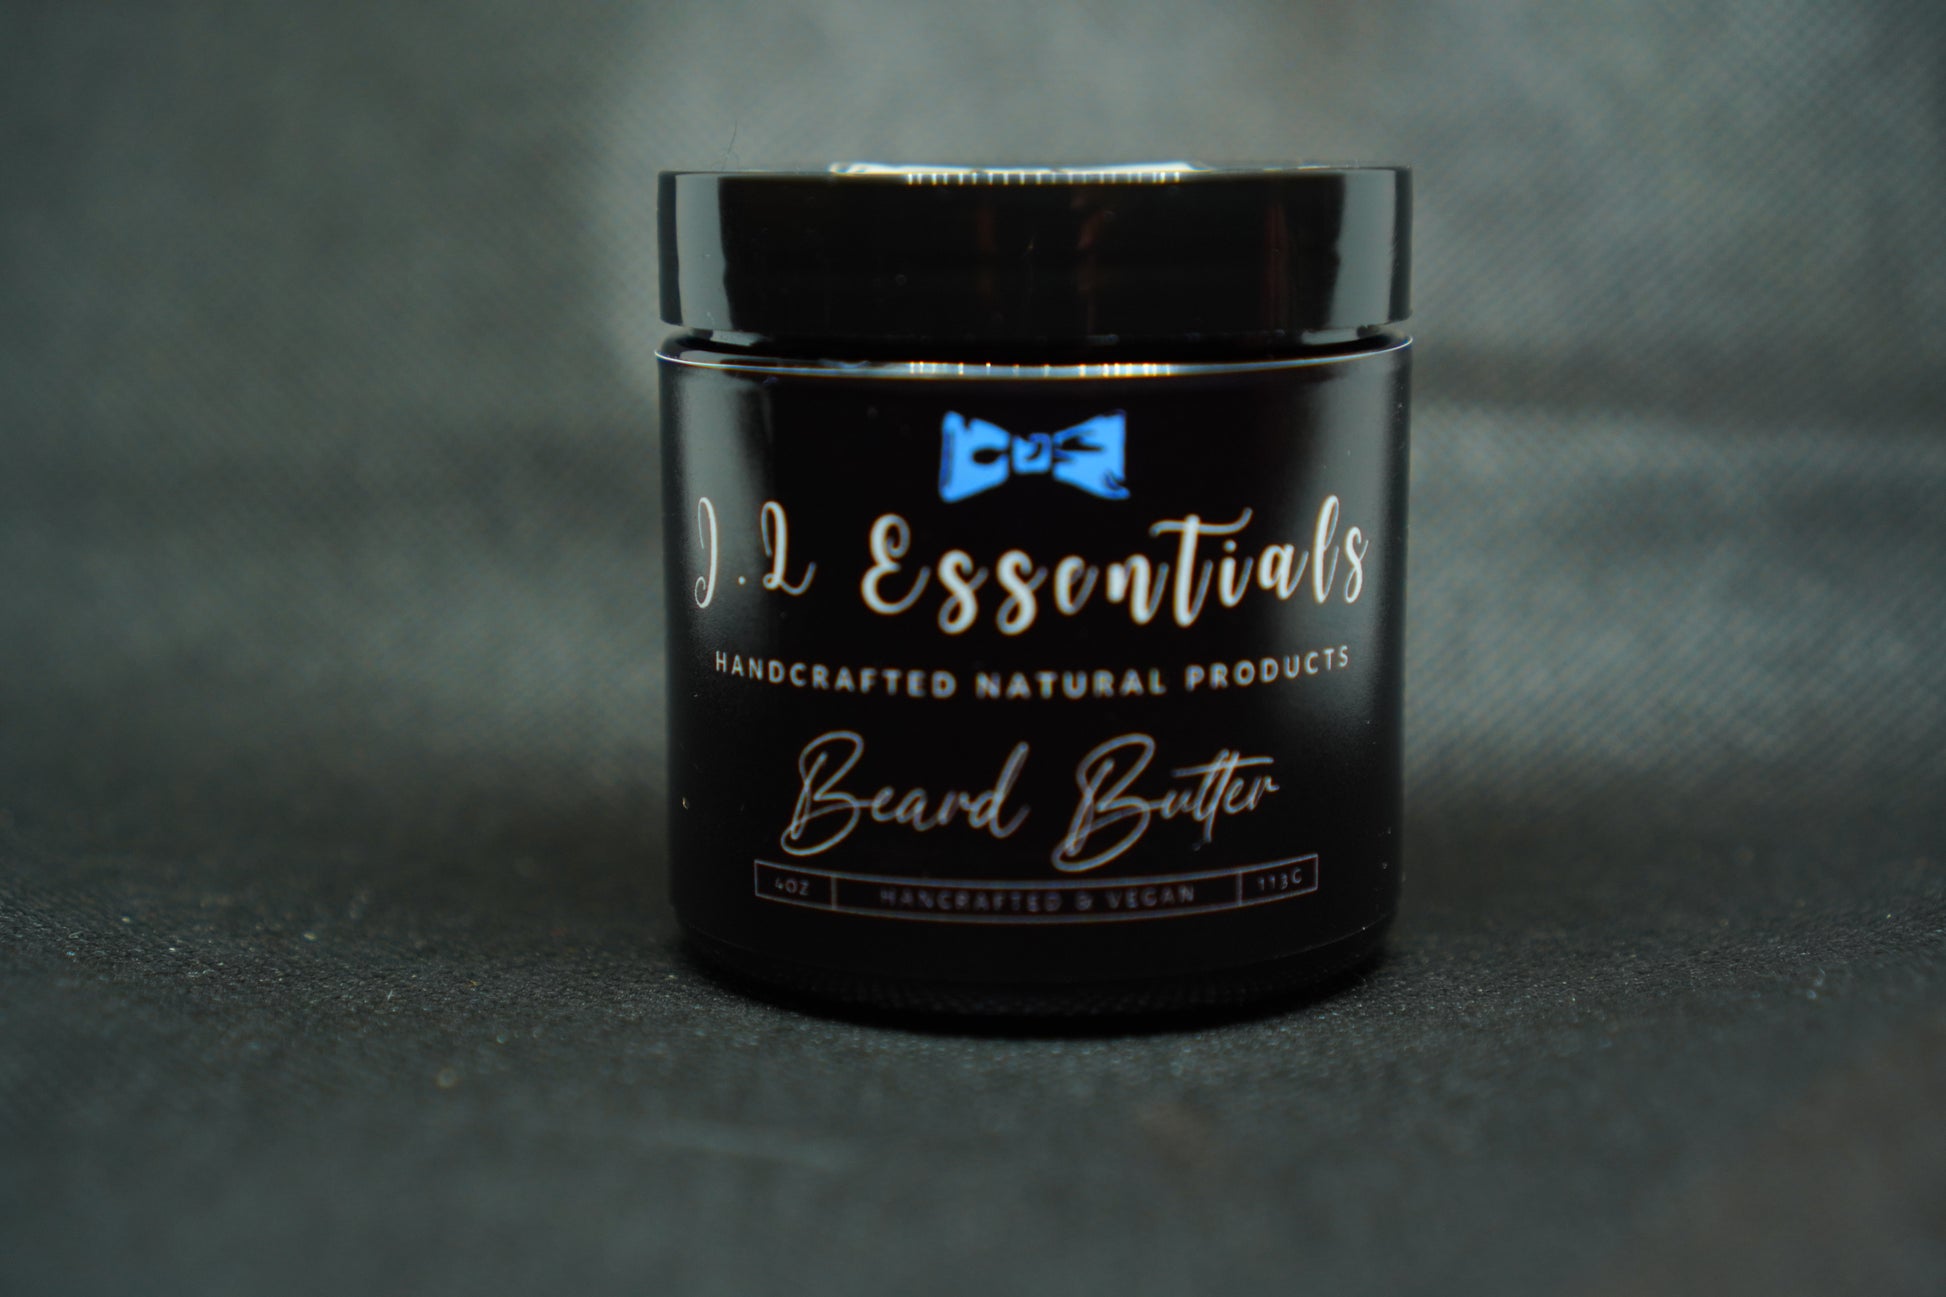 J.L Essentials
HANDCRAFTED NATURAL PRODUCTS
Beard Butter
4OZ HANCRAFTED & VEGAN 113G